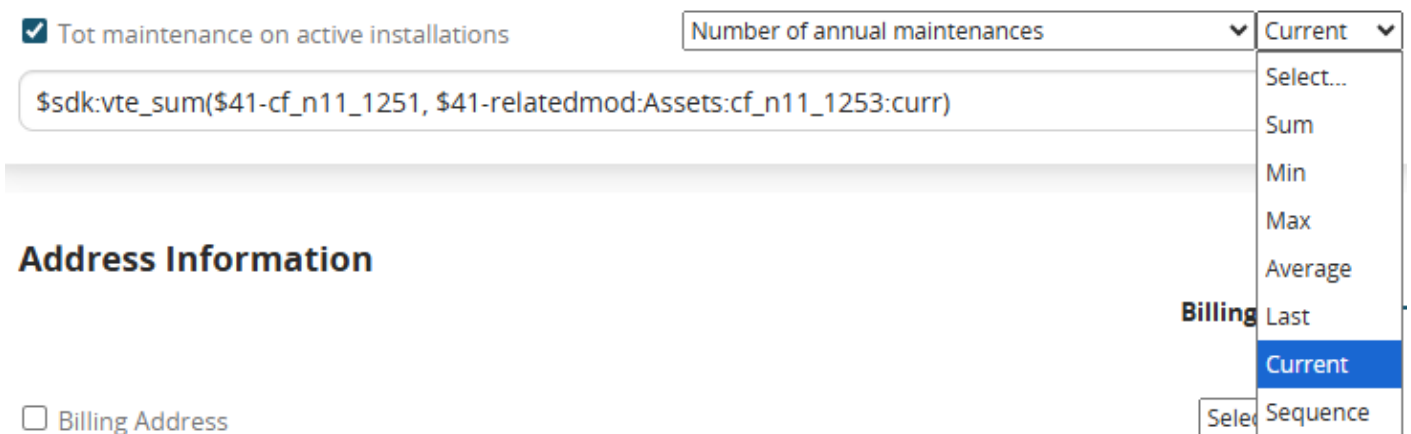 Tot maintenance on active installations
Number of annual maintenances
Current
$sdk:vte_sum($41-cf_n11_1251, $41-relatedmod:Assets:cf_n11_1253:curr)
Select...
Sum
Min
Max
Average
Last
Current
Sequence
Address Information
Billing
Billing Address
Selec